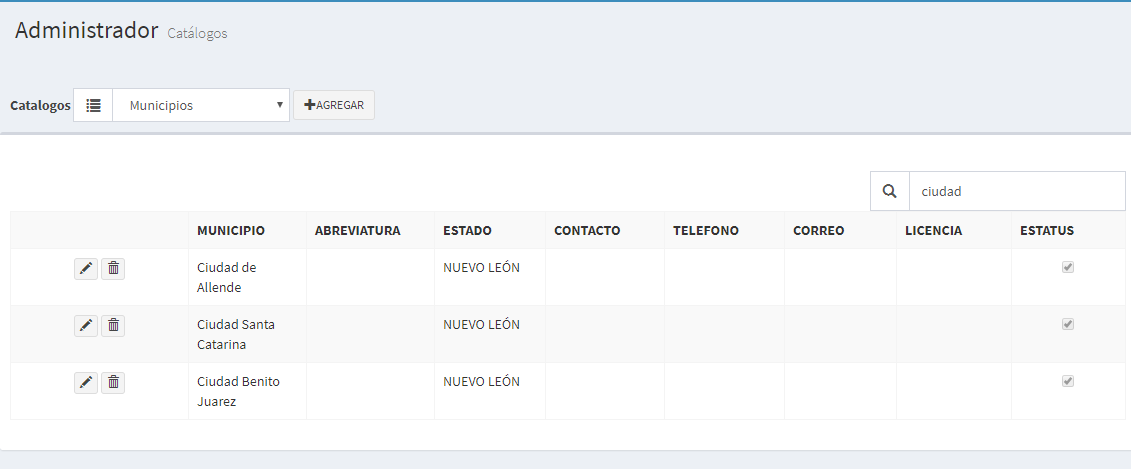 Administrador Catálogos
Catalogos Municipios AGREGAR
ciudad
MUNICIPIO ABREVIATURA ESTADO CONTACTO TELEFONO CORREO LICENCIA ESTATUS
Ciudad de NUEVO LEÓN
Allende
Ciudad Santa NUEVO LEÓN
Catarina
Ciudad Benito NUEVO LEÓN
Juarez